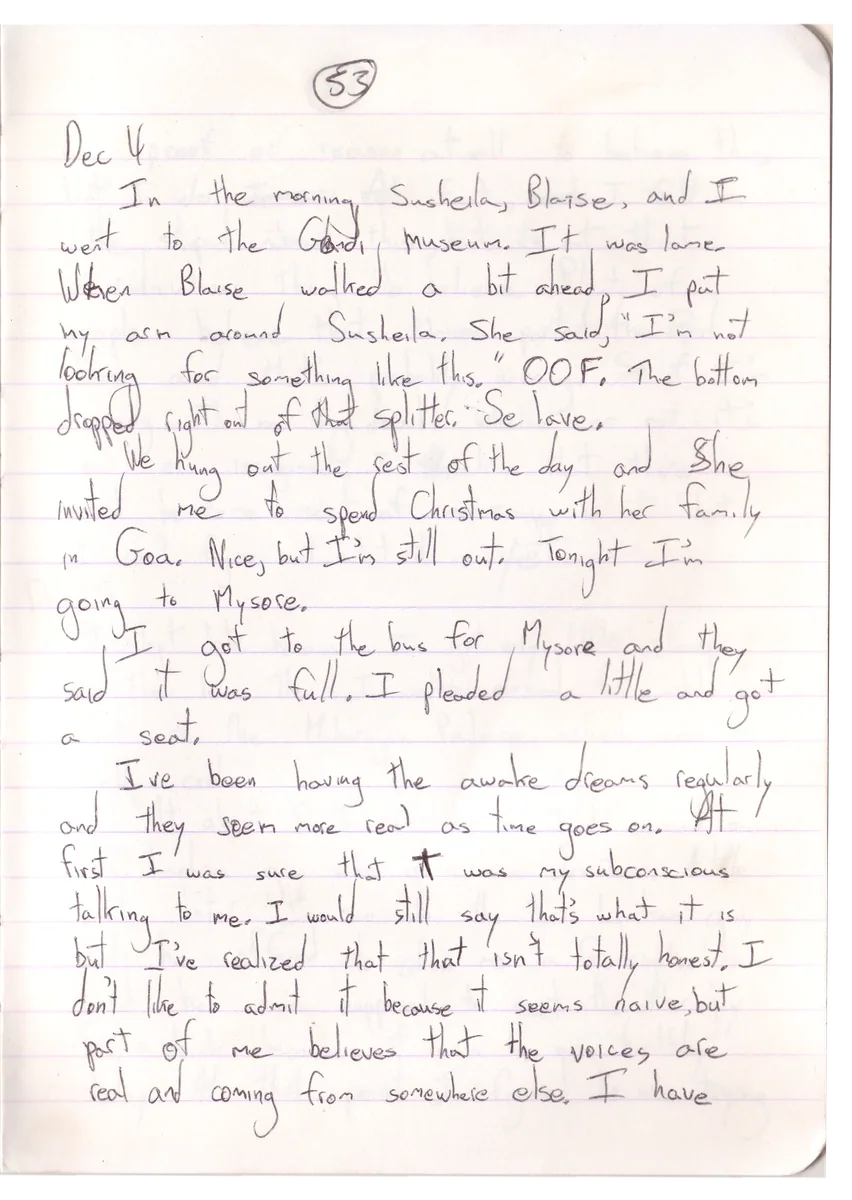 53
Dec 4
In the morning, Susheila, Blaise, and I
went to the Gandi museum. It was lame.
When Blaise walked a bit ahead, I put
my arm around Susheila. She said, "I'm not
looking for something like this." OOF. The bottom
dropped right out of that splitter. Se lave.
We hung out the rest of the day and she
invited me to spend Christmas with her family
in Goa. Nice, but I'm still out. Tonight I'm
going to Mysore.
I got to the bus for Mysore and they
said it was full. I pleaded a little and got
a seat.
I've been having the awake dreams regularly
and they seem more real as time goes on. At
first I was sure that it was my subconscious
talking to me. I would still say that's what it is
but I've realized that that isn't totally honest. I
don't like to admit it because it seems naive, but
part of me believes that the voices are
real and coming from somewhere else. I have